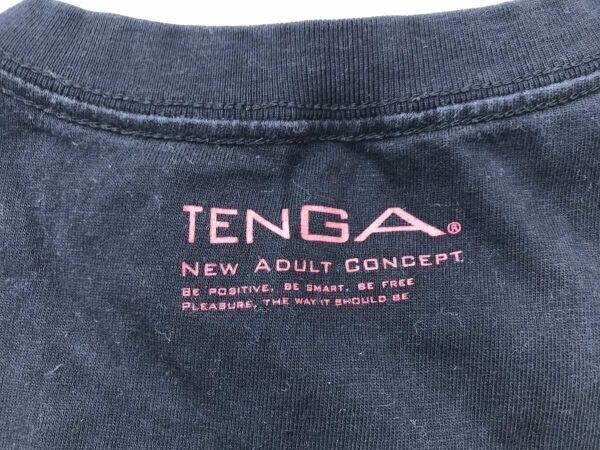 TENGA®
NEW ADULT CONCEPT.
BE POSITIVE, BE SMART, BE FREE
PLEASURE, THE WAY IT SHOULD BE